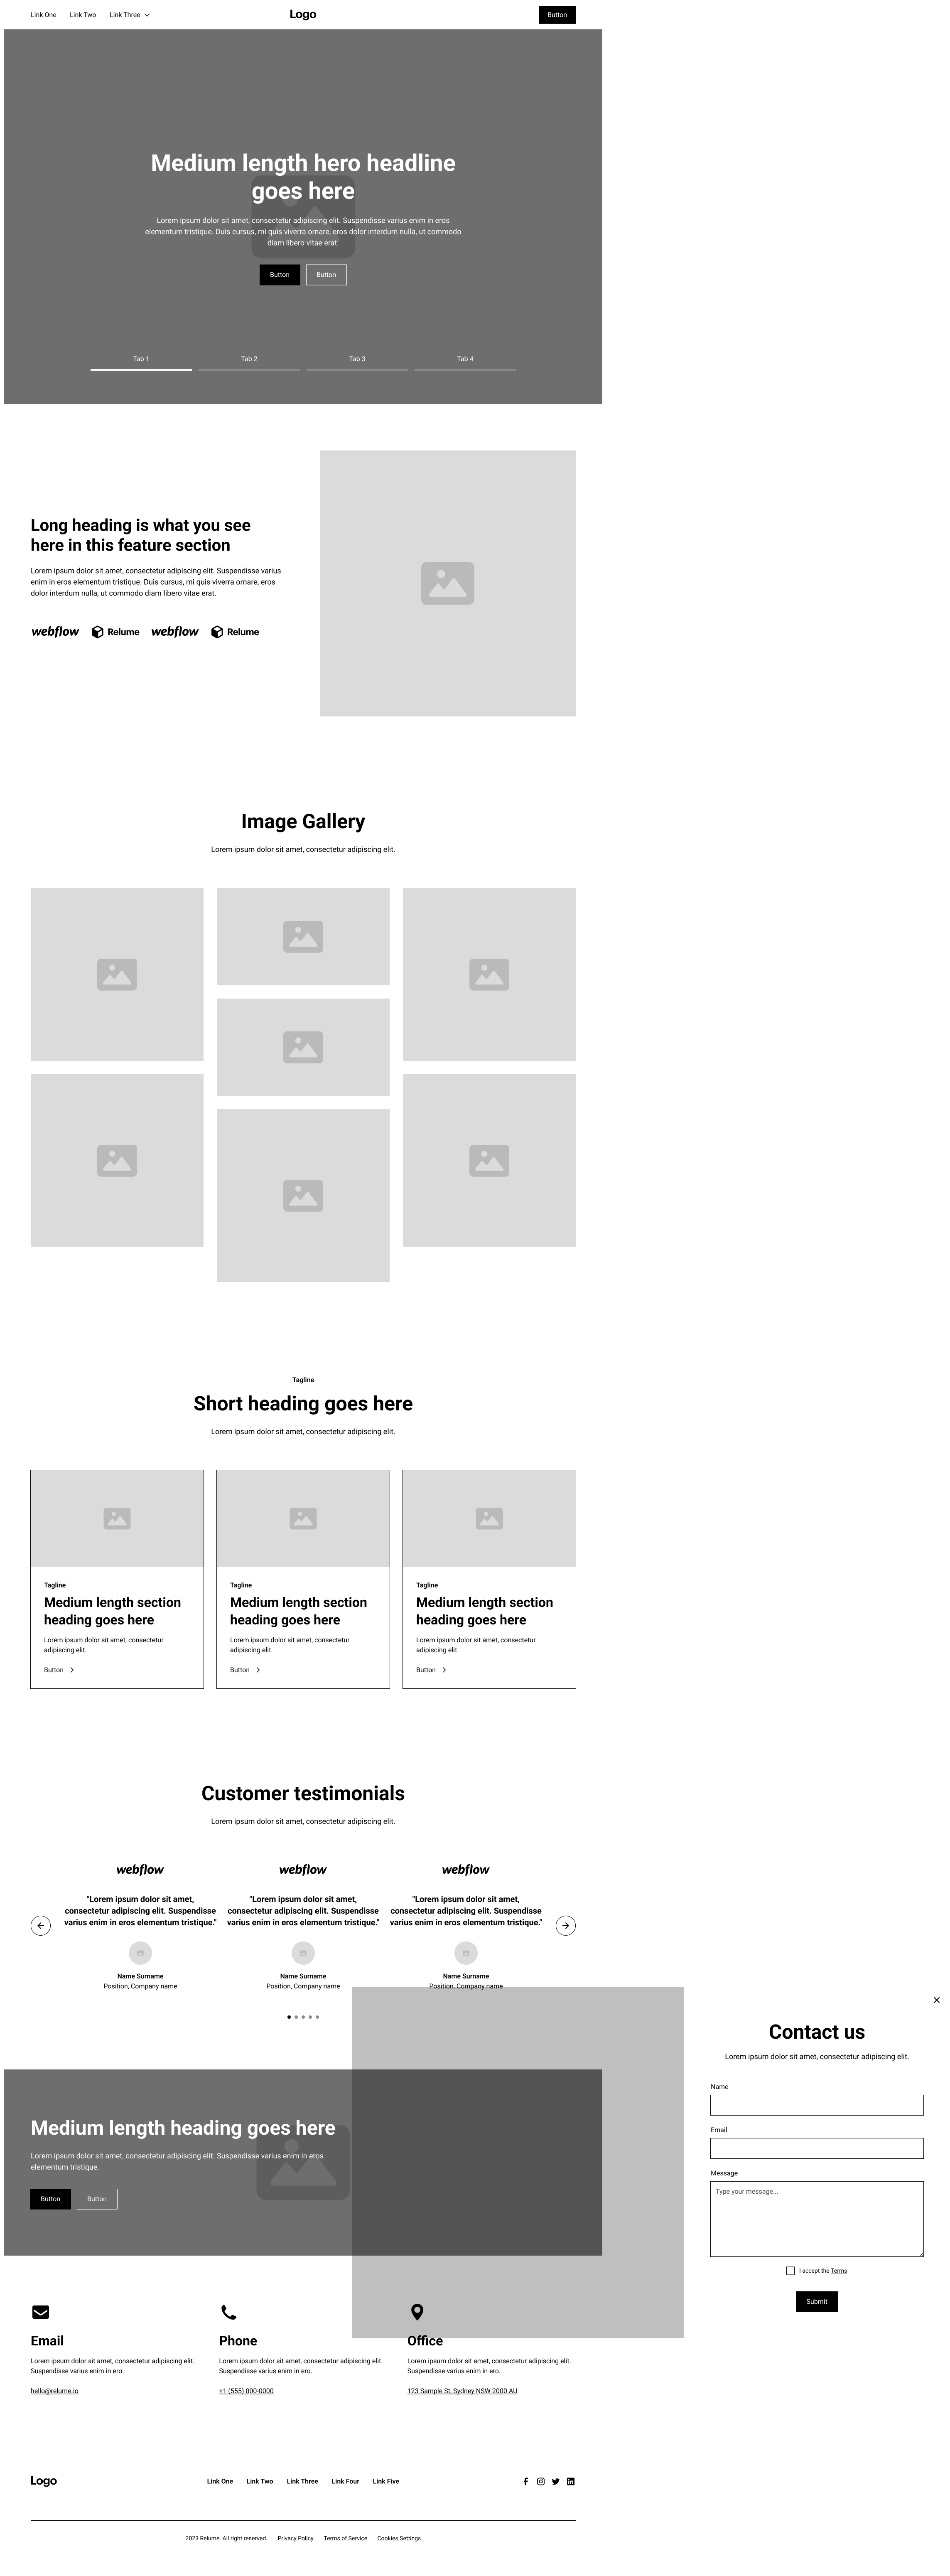 Link One Link Two Link Three Logo Button
Medium length hero headline
goes here
Lorem ipsum dolor sit amet, consectetur adipiscing elit. Suspendisse varius enim in eros
elementum tristique. Duis cursus, mi quis viverra ornare, eros dolor interdum nulla, ut commodo
diam libero vitae erat.
Button Button
Tab 1 Tab 2 Tab 3 Tab 4
Long heading is what you see
here in this feature section
Lorem ipsum dolor sit amet, consectetur adipiscing elit. Suspendisse varius
enim in eros elementum tristique. Duis cursus, mi quis viverra ornare, eros
dolor interdum nulla, ut commodo diam libero vitae erat.
webflow Relume webflow Relume
Image Gallery
Lorem ipsum dolor sit amet, consectetur adipiscing elit.
Tagline
Short heading goes here
Lorem ipsum dolor sit amet, consectetur adipiscing elit.
Tagline
Medium length section
heading goes here
Lorem ipsum dolor sit amet, consectetur
adipiscing elit.
Button
Tagline
Medium length section
heading goes here
Lorem ipsum dolor sit amet, consectetur
adipiscing elit.
Button
Tagline
Medium length section
heading goes here
Lorem ipsum dolor sit amet, consectetur
adipiscing elit.
Button
Customer testimonials
Lorem ipsum dolor sit amet, consectetur adipiscing elit.
webflow
"Lorem ipsum dolor sit amet,
consectetur adipiscing elit. Suspendisse
varius enim in eros elementum tristique."
Name Surname
Position, Company name
webflow
"Lorem ipsum dolor sit amet,
consectetur adipiscing elit. Suspendisse
varius enim in eros elementum tristique."
Name Surname
Position, Company name
webflow
"Lorem ipsum dolor sit amet,
consectetur adipiscing elit. Suspendisse
varius enim in eros elementum tristique."
Name Surname
Position, Company name
Contact us
Lorem ipsum dolor sit amet, consectetur adipiscing elit.
Name
Email
Message
Type your message...
I accept the Terms
Submit
Medium length heading goes here
Lorem ipsum dolor sit amet, consectetur adipiscing elit. Suspendisse varius enim in eros
elementum tristique.
Button Button
Email
Lorem ipsum dolor sit amet, consectetur adipiscing elit.
Suspendisse varius enim in ero.
hello@relume.io
Phone
Lorem ipsum dolor sit amet, consectetur adipiscing elit.
Suspendisse varius enim in ero.
+1 (555) 000-0000
Office
Lorem ipsum dolor sit amet, consectetur adipiscing elit.
Suspendisse varius enim in ero.
123 Sample St, Sydney NSW 2000 AU
Logo Link One Link Two Link Three Link Four Link Five
2023 Relume. All right reserved. Privacy Policy Terms of Service Cookies Settings